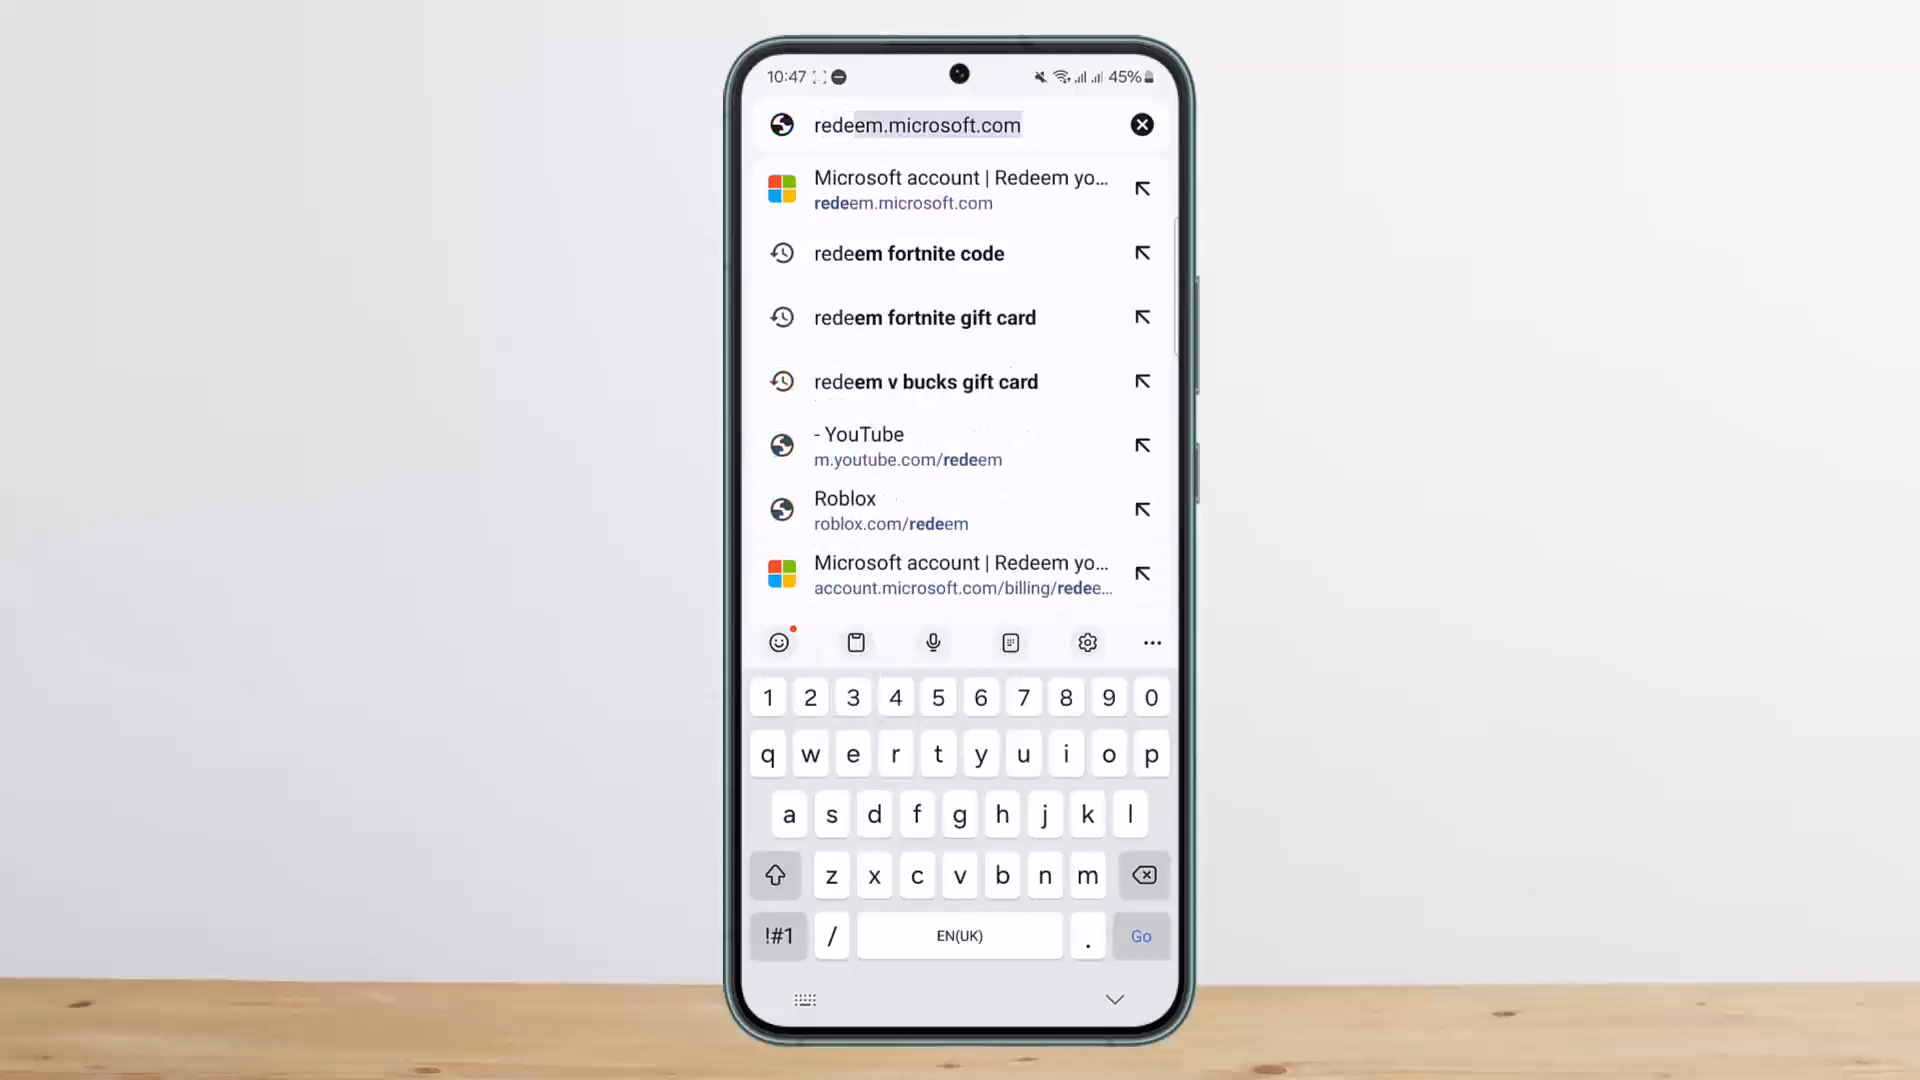 10:47 45%
redeem.microsoft.com
Microsoft account | Redeem yo...
redeem.microsoft.com
redeem fortnite code
redeem fortnite gift card
redeem v bucks gift card
- YouTube
m.youtube.com/redeem
Roblox
roblox.com/redeem
Microsoft account | Redeem yo...
account.microsoft.com/billing/redee...
1 2 3 4 5 6 7 8 9 0
q w e r t y u i o p
a s d f g h j k l
z x c v b n m
!#1 / EN(UK) . Go